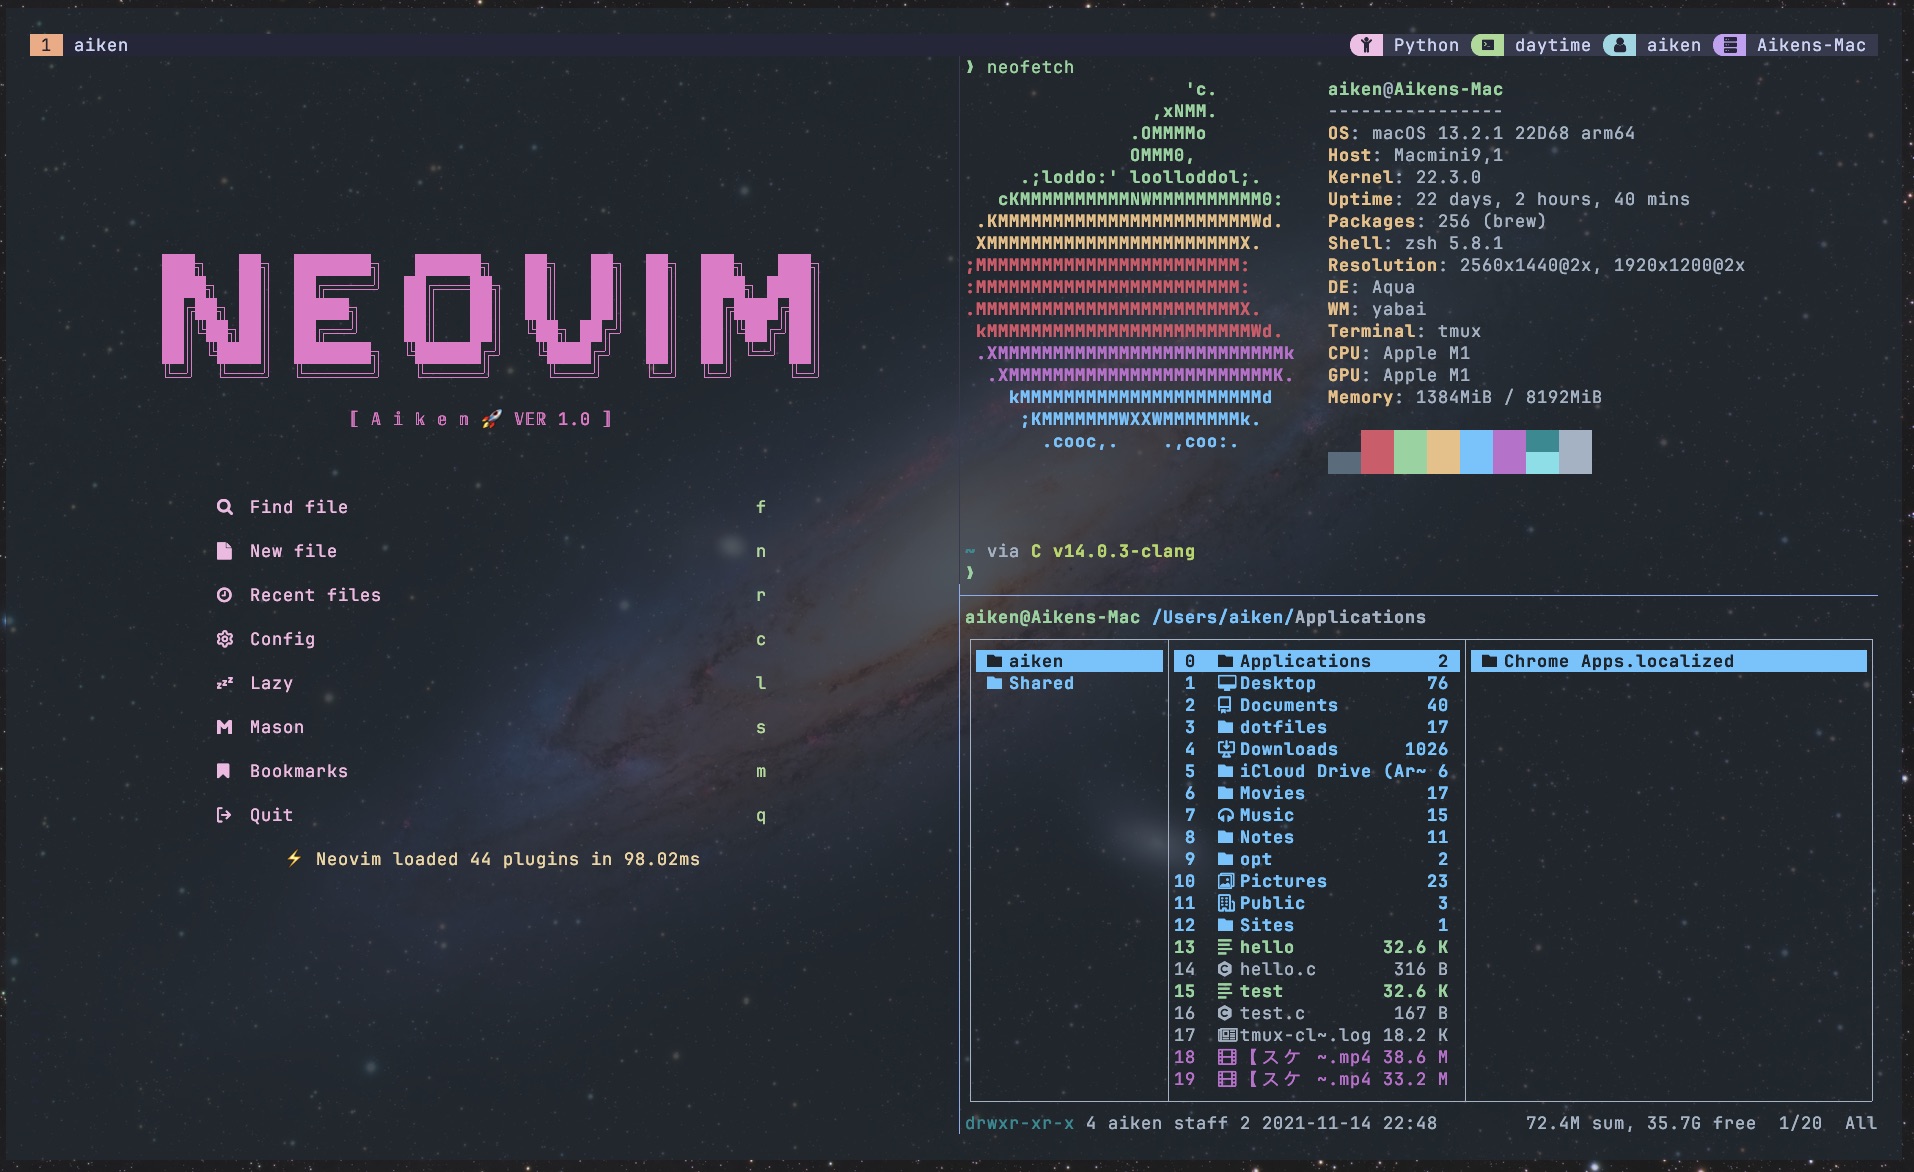 1 aiken
Python daytime aiken Aikens-Mac
NEOVIM
[ A i k e n 🚀 VER 1.0 ]
Find file f
New file n
Recent files r
Config c
Lazy l
Mason s
Bookmarks m
Quit q
⚡ Neovim loaded 44 plugins in 98.02ms
❯ neofetch
'c.
,xNMM.
.OMMMMo
OMMM0,
.;loddo:' loolloddol;.
cKMMMMMMMMMMNWMMMMMMMMMM0:
.KMMMMMMMMMMMMMMMMMMMMMMMWd.
XMMMMMMMMMMMMMMMMMMMMMMMX.
;MMMMMMMMMMMMMMMMMMMMMMMM:
:MMMMMMMMMMMMMMMMMMMMMMMM:
.MMMMMMMMMMMMMMMMMMMMMMMMX.
kMMMMMMMMMMMMMMMMMMMMMMMMWd.
.XMMMMMMMMMMMMMMMMMMMMMMMMMMk
.XMMMMMMMMMMMMMMMMMMMMMMMMK.
kMMMMMMMMMMMMMMMMMMMMMMd
;KMMMMMMMWXXWMMMMMMMk.
.cooc,. .,coo:.
aiken@Aikens-Mac
----------------
OS: macOS 13.2.1 22D68 arm64
Host: Macmini9,1
Kernel: 22.3.0
Uptime: 22 days, 2 hours, 40 mins
Packages: 256 (brew)
Shell: zsh 5.8.1
Resolution: 2560x1440@2x, 1920x1200@2x
DE: Aqua
WM: yabai
Terminal: tmux
CPU: Apple M1
GPU: Apple M1
Memory: 1384MiB / 8192MiB
~ via C v14.0.3-clang
❯
aiken@Aikens-Mac /Users/aiken/Applications
aiken
Shared
0 Applications 2
1 Desktop 76
2 Documents 40
3 dotfiles 17
4 Downloads 1026
5 iCloud Drive (Ar~ 6
6 Movies 17
7 Music 15
8 Notes 11
9 opt 2
10 Pictures 23
11 Public 3
12 Sites 1
13 hello 32.6 K
14 hello.c 316 B
15 test 32.6 K
16 test.c 167 B
17 tmux-cl~.log 18.2 K
18 【スケ ~.mp4 38.6 M
19 【スケ ~.mp4 33.2 M
Chrome Apps.localized
drwxr-xr-x 4 aiken staff 2 2021-11-14 22:48 72.4M sum, 35.7G free 1/20 All